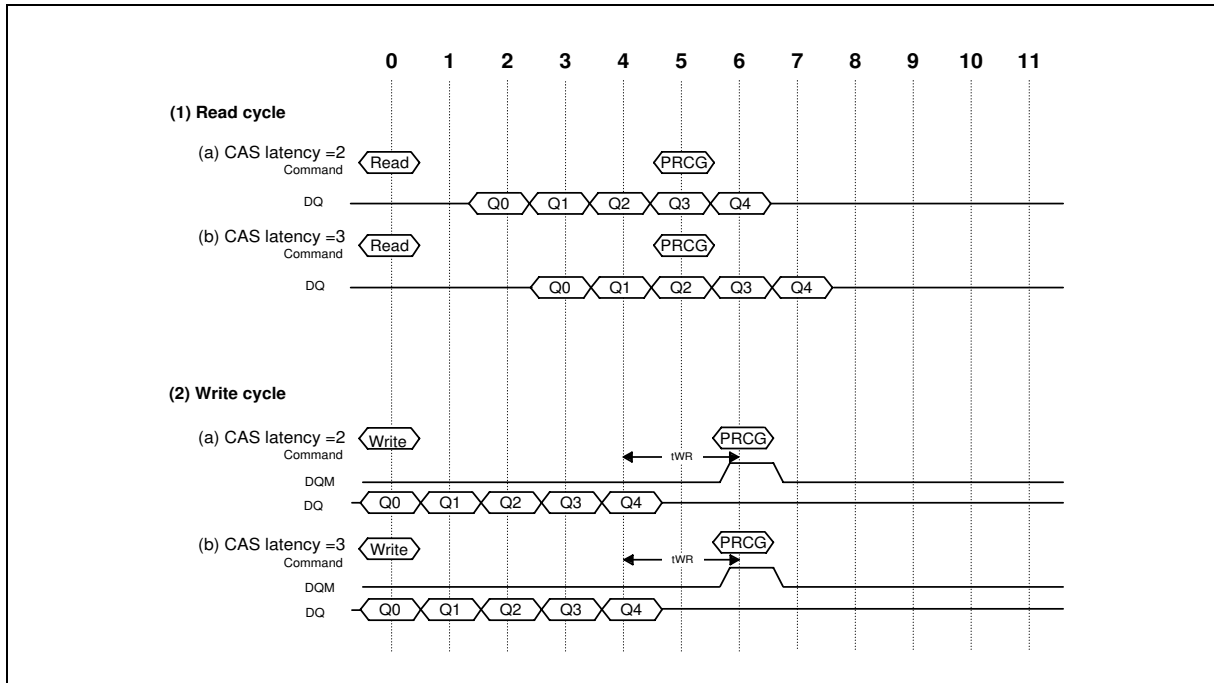 0 1 2 3 4 5 6 7 8 9 10 11
(1) Read cycle
(a) CAS latency =2
Command
Read PRCG
DQ Q0 Q1 Q2 Q3 Q4
(b) CAS latency =3
Command
Read PRCG
DQ Q0 Q1 Q2 Q3 Q4
(2) Write cycle
(a) CAS latency =2
Command
Write PRCG
tWR
DQM
DQ Q0 Q1 Q2 Q3 Q4
(b) CAS latency =3
Command
Write PRCG
tWR
DQM
DQ Q0 Q1 Q2 Q3 Q4